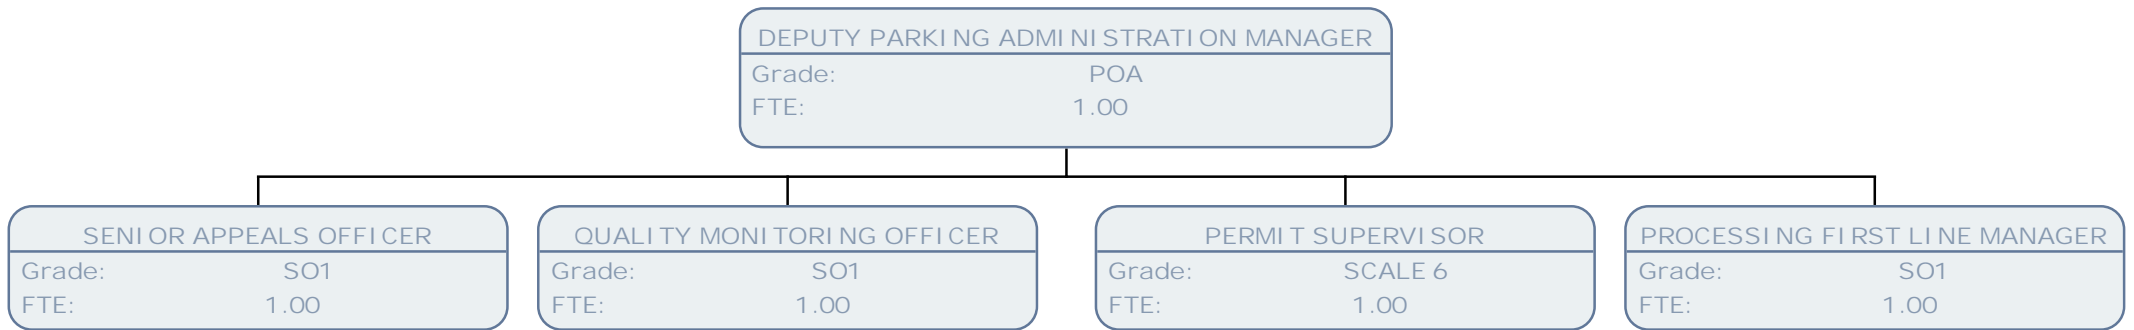 DEPUTY PARKING ADMINISTRATION MANAGER
Grade: POA
FTE: 1.00
SENIOR APPEALS OFFICER
Grade: SO1
FTE: 1.00
QUALITY MONITORING OFFICER
Grade: SO1
FTE: 1.00
PERMIT SUPERVISOR
Grade: SCALE 6
FTE: 1.00
PROCESSING FIRST LINE MANAGER
Grade: SO1
FTE: 1.00